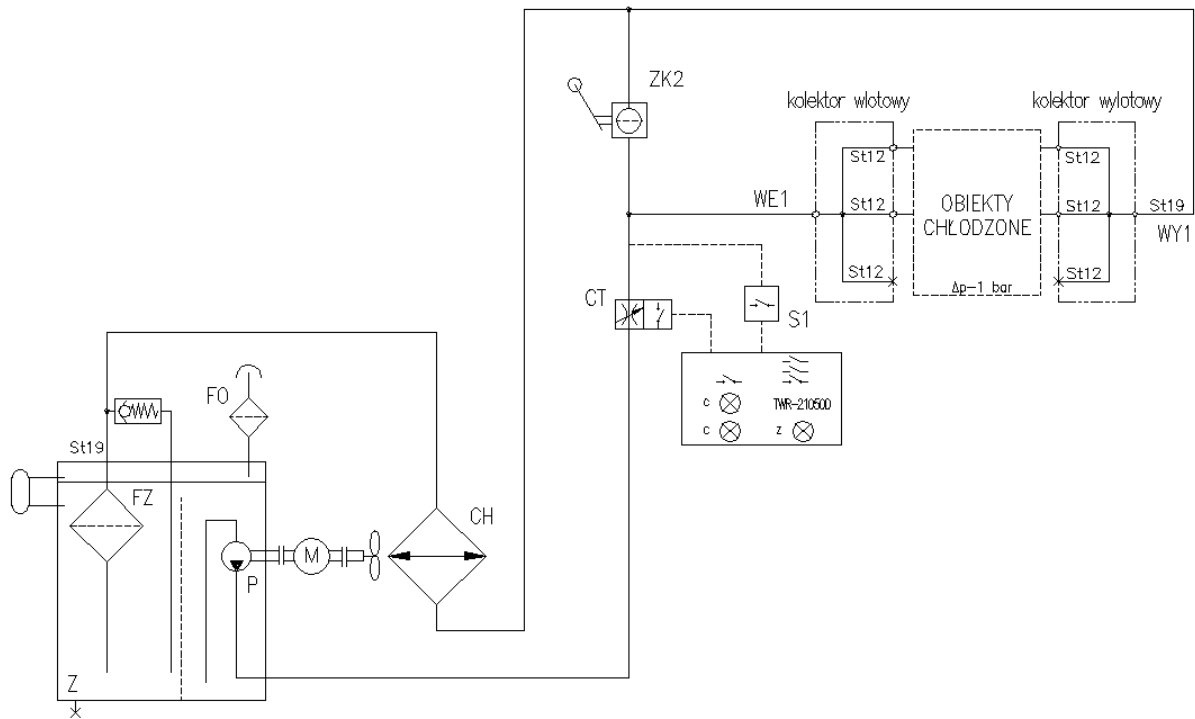 ZK2
kolektor wlotowy
kolektor wylotowy
St12
St12
WE1
St12
OBIEKTY
CHŁODZONE
St12
St19
WY1
St12
St12
Δp-1 bar
CT
S1
FO
c
TWR-210500
c
z
St19
FZ
CH
M
P
Z